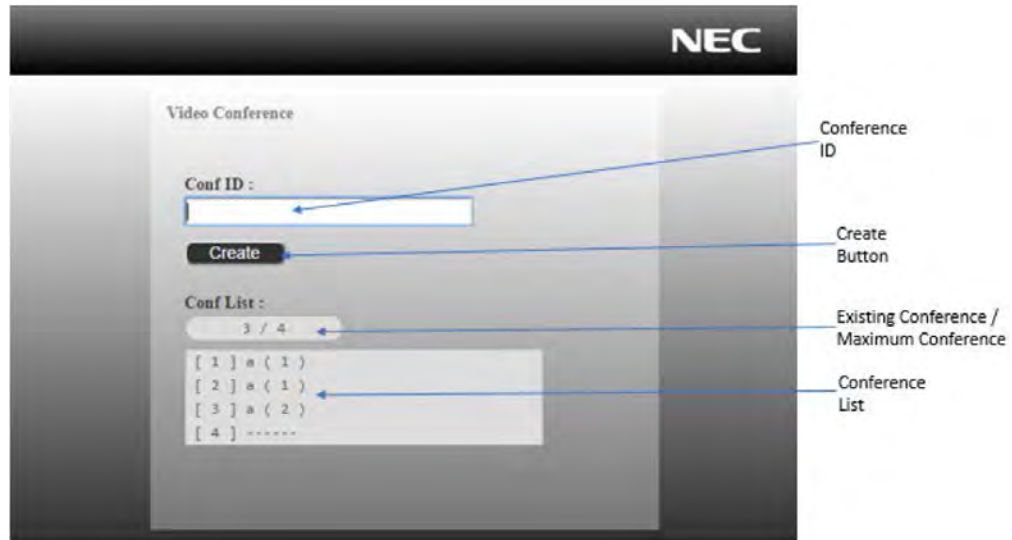 NEC
Video Conference
Conf ID :
Create
Conf List :
3 / 4
[ 1 ] a ( 1 )
[ 2 ] a ( 1 )
[ 3 ] a ( 2 )
[ 4 ] ------
Conference
ID
Create
Button
Existing Conference /
Maximum Conference
Conference
List